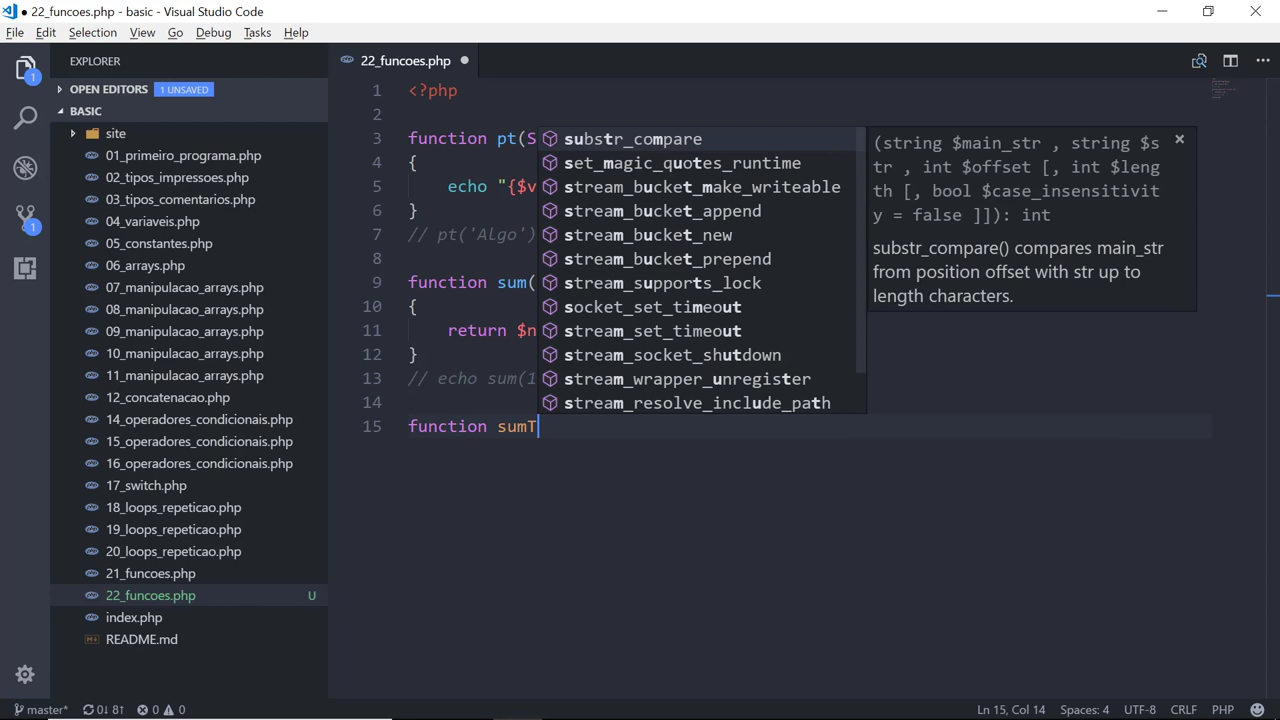 ● 22_funcoes.php - basic - Visual Studio Code
File Edit Selection View Go Debug Tasks Help
EXPLORER
OPEN EDITORS 1 UNSAVED
BASIC
site
01_primeiro_programa.php
02_tipos_impressoes.php
03_tipos_comentarios.php
04_variaveis.php
05_constantes.php
06_arrays.php
07_manipulacao_arrays.php
08_manipulacao_arrays.php
09_manipulacao_arrays.php
10_manipulacao_arrays.php
11_manipulacao_arrays.php
12_concatenacao.php
14_operadores_condicionais.php
15_operadores_condicionais.php
16_operadores_condicionais.php
17_switch.php
18_loops_repeticao.php
19_loops_repeticao.php
20_loops_repeticao.php
21_funcoes.php
22_funcoes.php U
index.php
README.md
1
1
22_funcoes.php ●
1 <?php
2
3 function pt(S
4 {
5 echo "{$v
6 }
7 // pt('Algo')
8
9 function sum(
10 {
11 return $n
12 }
13 // echo sum(1
14
15 function sumT
substr_compare
set_magic_quotes_runtime
stream_bucket_make_writeable
stream_bucket_append
stream_bucket_new
stream_bucket_prepend
stream_supports_lock
socket_set_timeout
stream_set_timeout
stream_socket_shutdown
stream_wrapper_unregister
stream_resolve_include_path
(string $main_str , string $s
tr , int $offset [, int $leng
th [, bool $case_insensitivit
y = false ]]): int
substr_compare() compares main_str
from position offset with str up to
length characters.
master* 0↓ 8↑ 0 0 Ln 15, Col 14 Spaces: 4 UTF-8 CRLF PHP